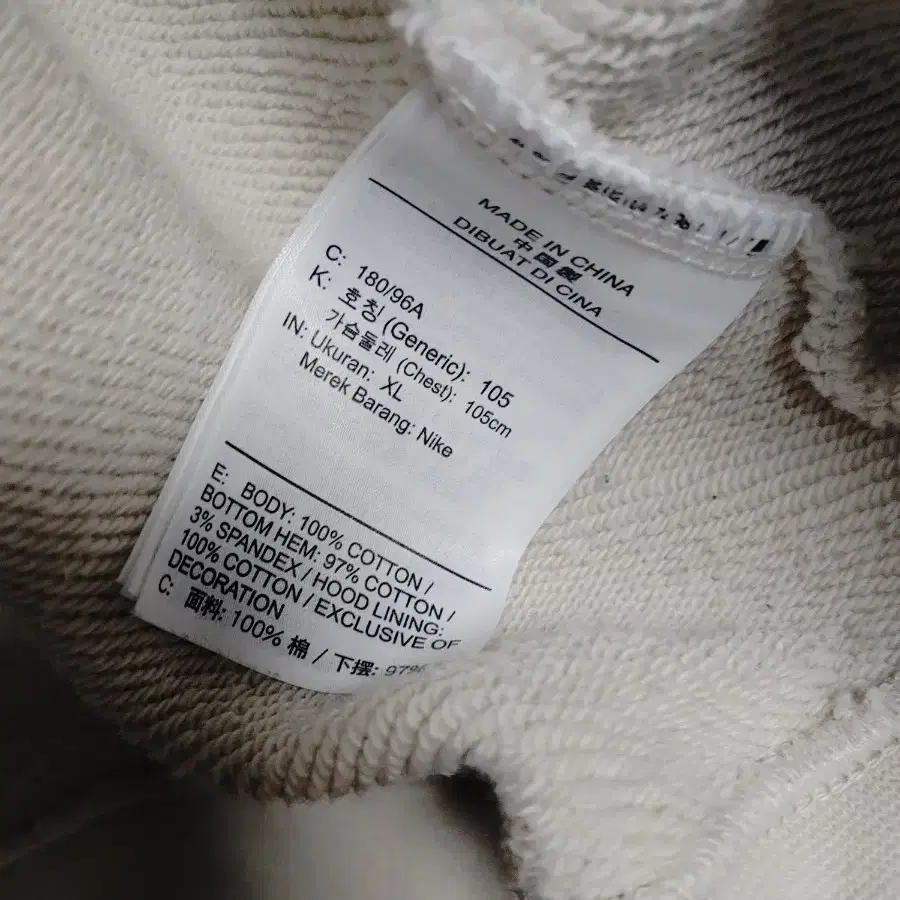 MADE IN CHINA
中国製
DIBUAT DI CINA
C: 180/96A
K: 호칭 (Generic): 105
가슴둘레 (Chest): 105cm
IN: Ukuran: XL
Merek Barang: Nike
E: BODY: 100% COTTON /
BOTTOM HEM: 97% COTTON /
3% SPANDEX / HOOD LINING:
100% COTTON / EXCLUSIVE OF
DECORATION
C: 面料: 100% 棉 / 下摆: 97%